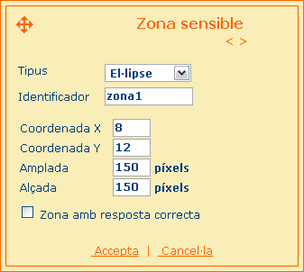 Zona sensible
< >
Tipus El·lipse
Identificador zona1
Coordenada X 8
Coordenada Y 12
Amplada 150 píxels
Alçada 150 píxels
Zona amb resposta correcta
Accepta | Cancel·la